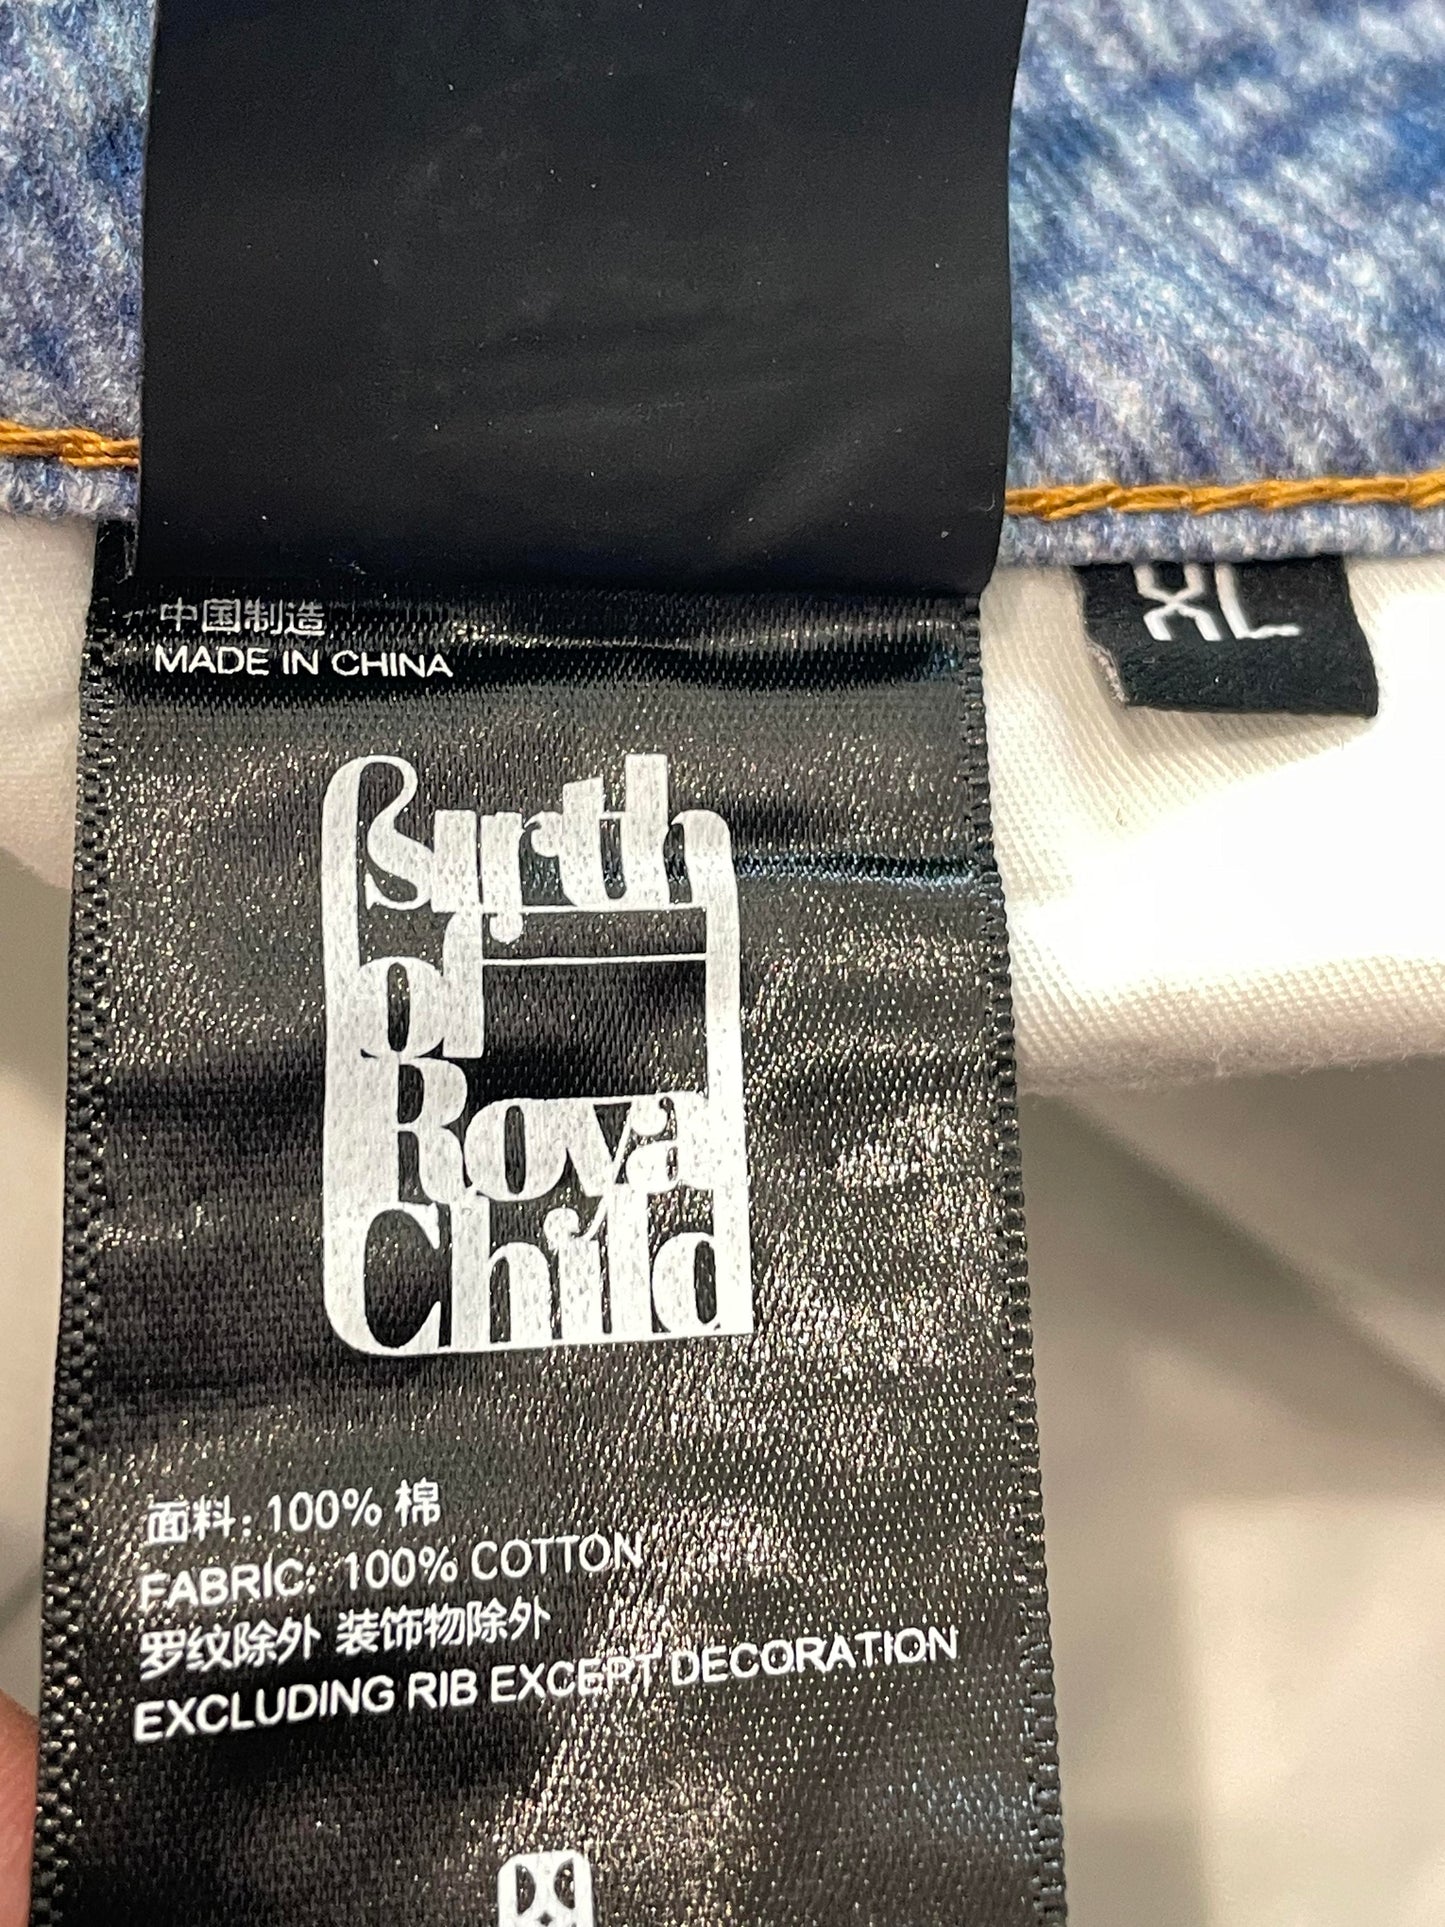 中国制造
MADE IN CHINA
XL
Byrth
of
Royal
Child
面料: 100% 棉
FABRIC: 100% COTTON
罗纹除外 装饰物除外
EXCLUDING RIB EXCEPT DECORATION